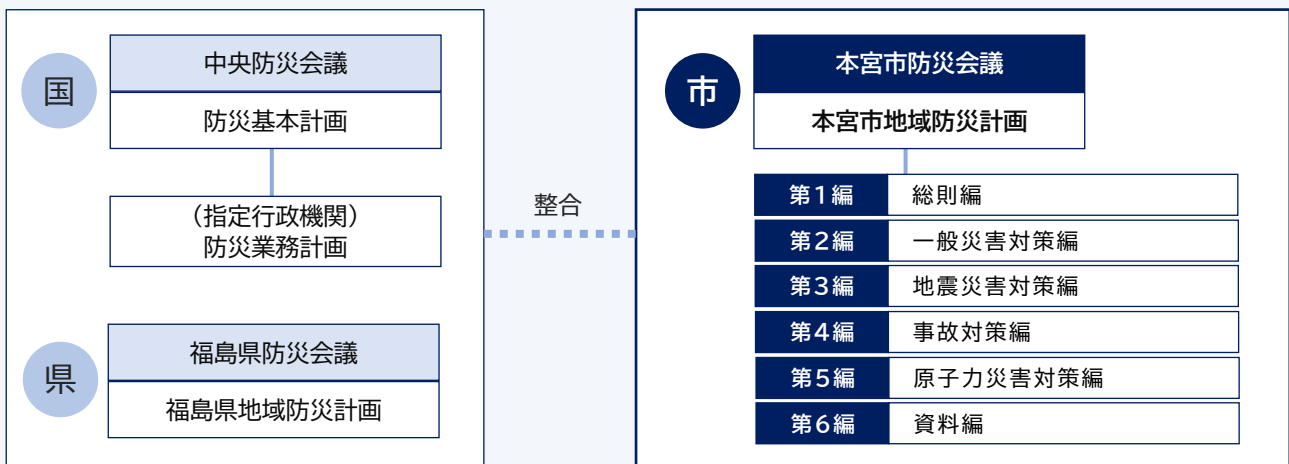 国
中央防災会議
防災基本計画
（指定行政機関）
防災業務計画
県
福島県防災会議
福島県地域防災計画
整合
市
本宮市防災会議
本宮市地域防災計画
第1編 総則編
第2編 一般災害対策編
第3編 地震災害対策編
第4編 事故対策編
第5編 原子力災害対策編
第6編 資料編